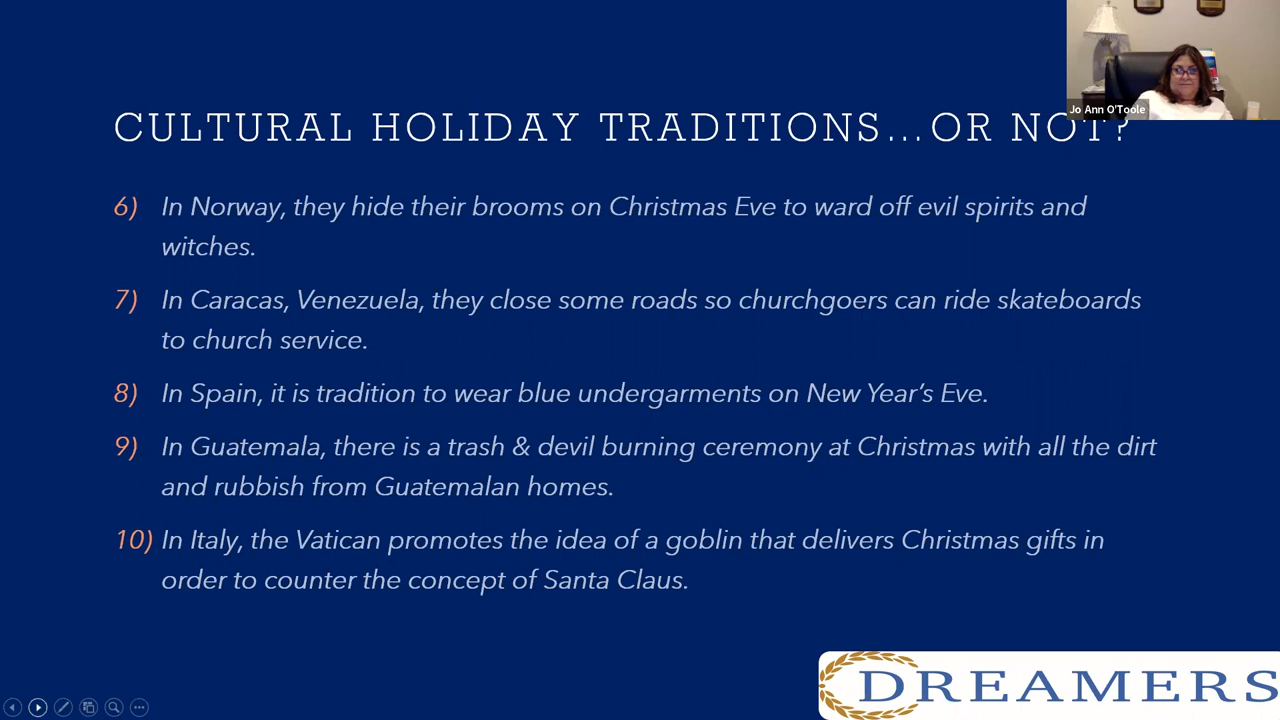 Jo Ann O'Toole
CULTURAL HOLIDAY TRADITIONS...OR NOT?
6) In Norway, they hide their brooms on Christmas Eve to ward off evil spirits and
witches.
7) In Caracas, Venezuela, they close some roads so churchgoers can ride skateboards
to church service.
8) In Spain, it is tradition to wear blue undergarments on New Year’s Eve.
9) In Guatemala, there is a trash & devil burning ceremony at Christmas with all the dirt
and rubbish from Guatemalan homes.
10) In Italy, the Vatican promotes the idea of a goblin that delivers Christmas gifts in
order to counter the concept of Santa Claus.
DREAMERS